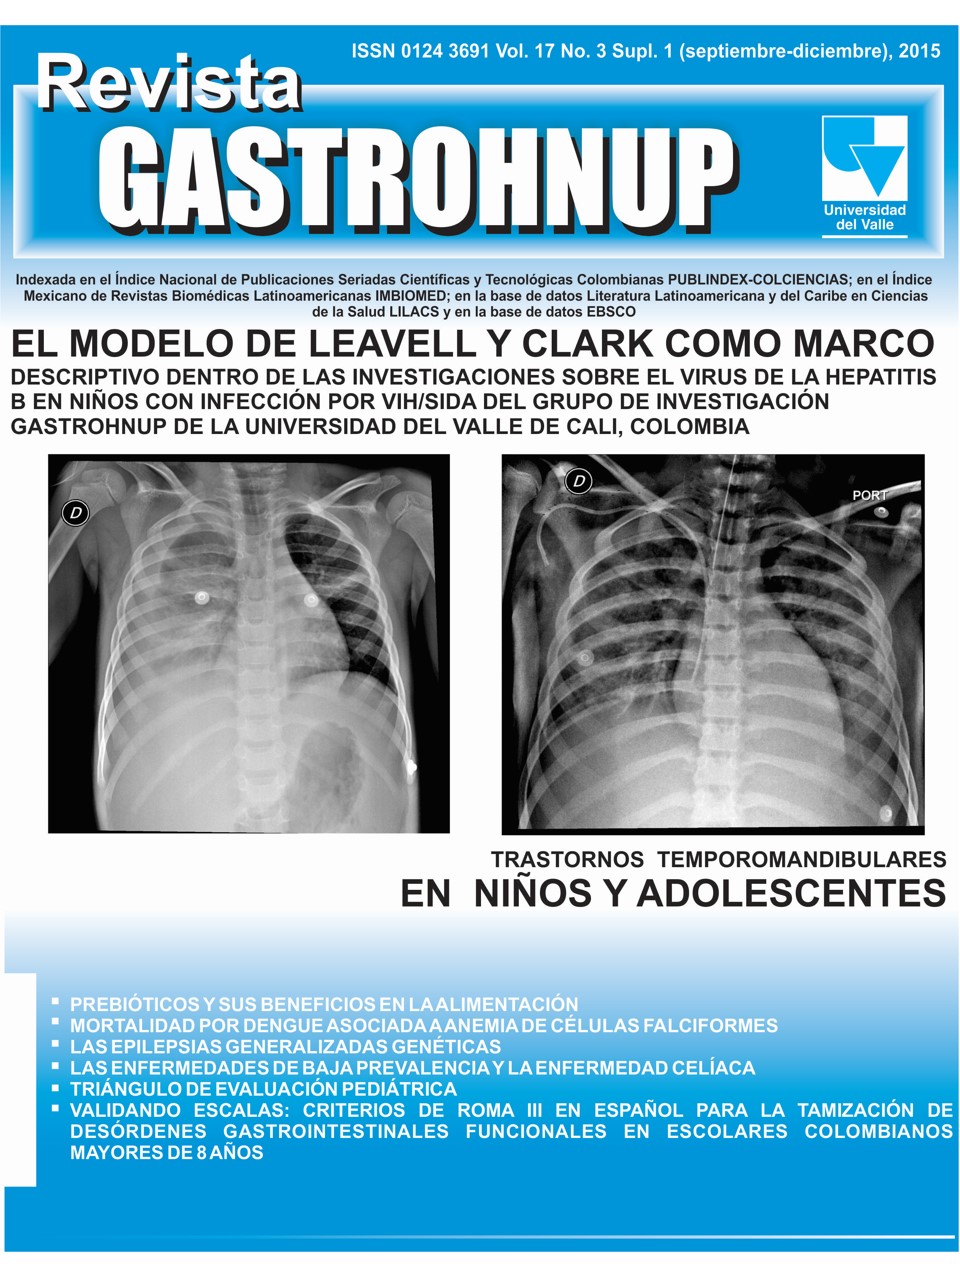 ISSN 0124 3691 Vol. 17 No. 3 Supl. 1 (septiembre-diciembre), 2015
Revista
GASTROHNUP
Universidad
del Valle
Indexada en el Índice Nacional de Publicaciones Seriadas Científicas y Tecnológicas Colombianas PUBLINDEX-COLCIENCIAS; en el Índice
Mexicano de Revistas Biomédicas Latinoamericanas IMBIOMED; en la base de datos Literatura Latinoamericana y del Caribe en Ciencias
de la Salud LILACS y en la base de datos EBSCO
EL MODELO DE LEAVELL Y CLARK COMO MARCO
DESCRIPTIVO DENTRO DE LAS INVESTIGACIONES SOBRE EL VIRUS DE LA HEPATITIS
B EN NIÑOS CON INFECCIÓN POR VIH/SIDA DEL GRUPO DE INVESTIGACIÓN
GASTROHNUP DE LA UNIVERSIDAD DEL VALLE DE CALI, COLOMBIA
D
D
PORT
TRASTORNOS TEMPOROMANDIBULARES
EN NIÑOS Y ADOLESCENTES
▪ PREBIÓTICOS Y SUS BENEFICIOS EN LA ALIMENTACIÓN
▪ MORTALIDAD POR DENGUE ASOCIADA A ANEMIA DE CÉLULAS FALCIFORMES
▪ LAS EPILEPSIAS GENERALIZADAS GENÉTICAS
▪ LAS ENFERMEDADES DE BAJA PREVALENCIA Y LA ENFERMEDAD CELÍACA
▪ TRIÁNGULO DE EVALUACIÓN PEDIÁTRICA
▪ VALIDANDO ESCALAS: CRITERIOS DE ROMA III EN ESPAÑOL PARA LA TAMIZACIÓN DE
DESÓRDENES GASTROINTESTINALES FUNCIONALES EN ESCOLARES COLOMBIANOS
MAYORES DE 8 AÑOS